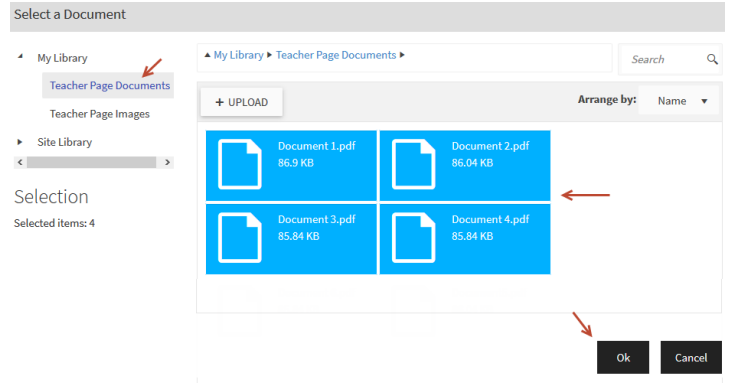 Select a Document
My Library
Teacher Page Documents
Teacher Page Images
Site Library
Selection
Selected items: 4
My Library Teacher Page Documents
Search
+ UPLOAD
Arrange by: Name
Document 1.pdf
86.9 KB
Document 2.pdf
86.04 KB
Document 3.pdf
85.84 KB
Document 4.pdf
85.84 KB
Ok
Cancel